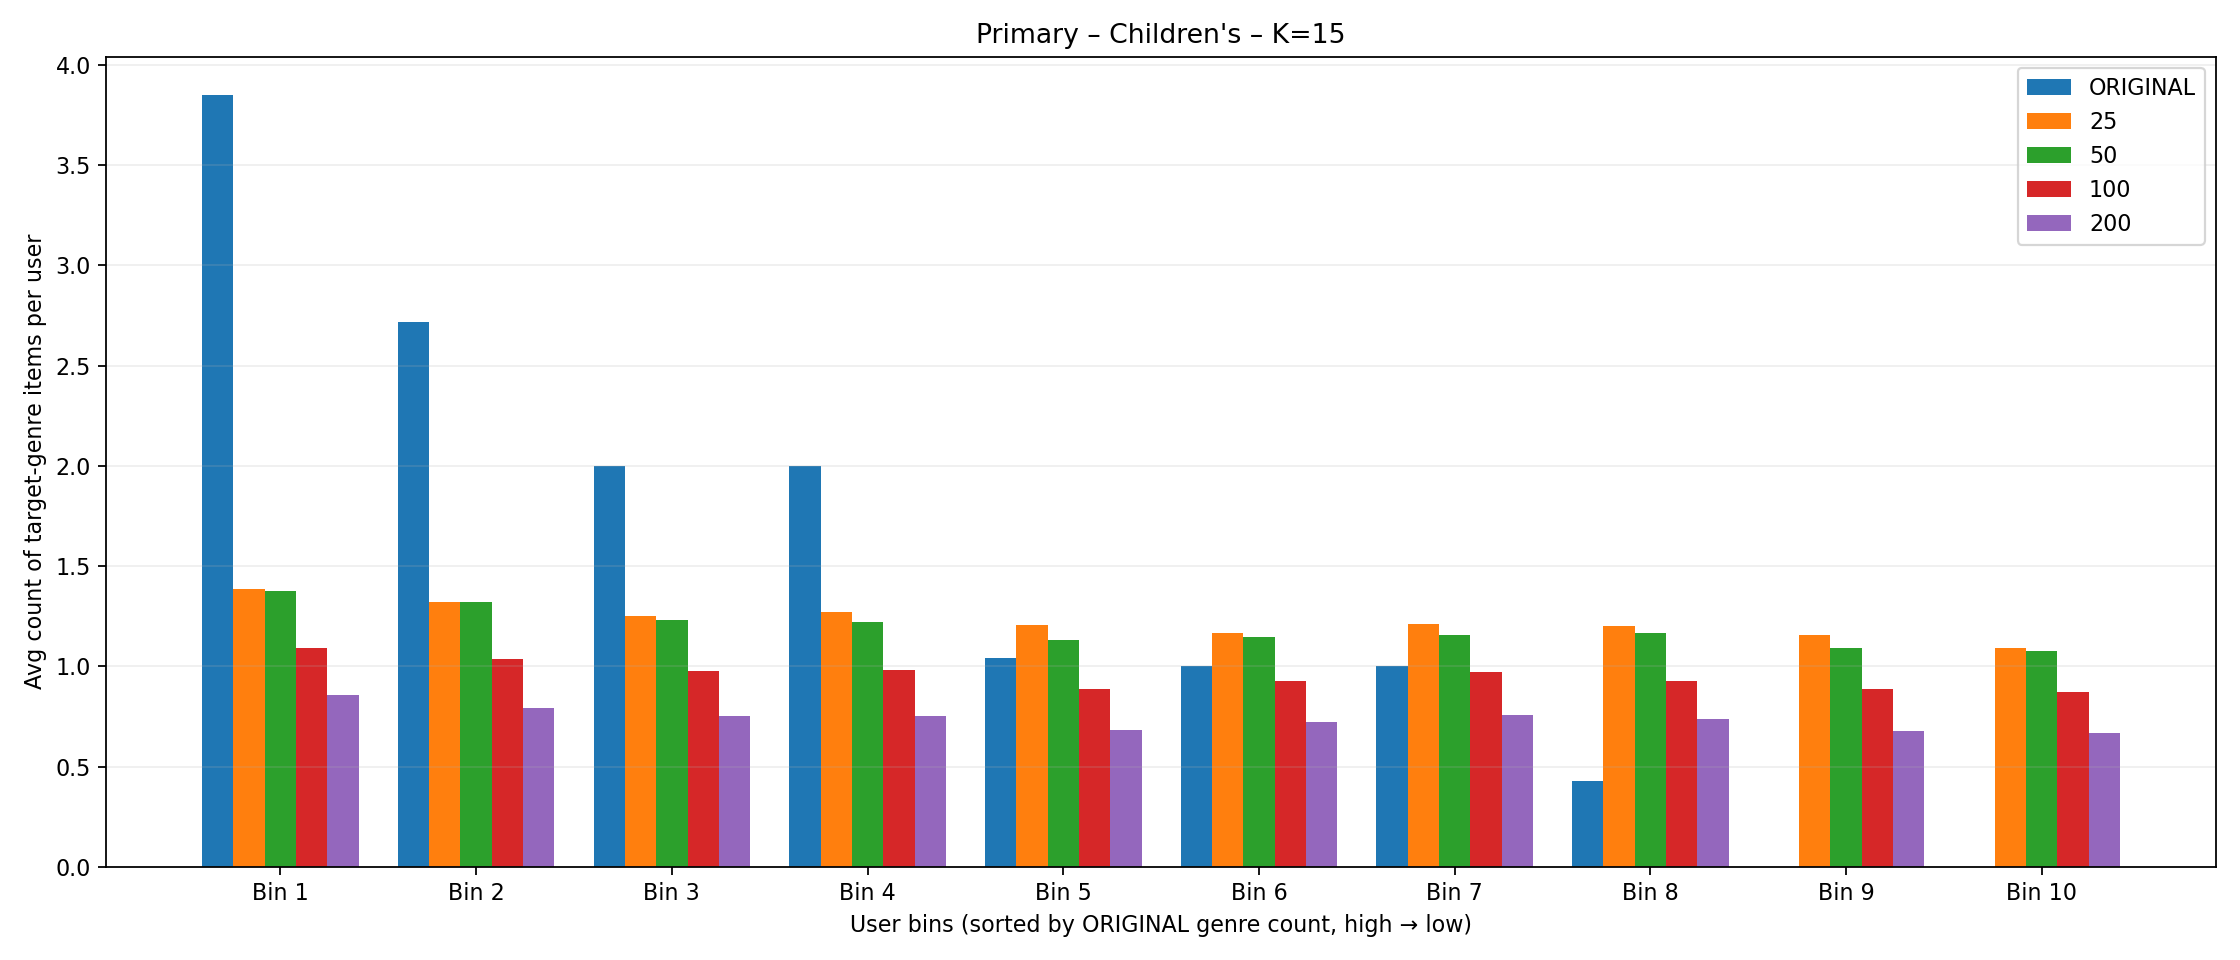 Primary – Children's – K=15
4.0
3.5
3.0
2.5
2.0
1.5
1.0
0.5
0.0
Avg count of target-genre items per user
ORIGINAL
25
50
100
200
Bin 1 Bin 2 Bin 3 Bin 4 Bin 5 Bin 6 Bin 7 Bin 8 Bin 9 Bin 10
User bins (sorted by ORIGINAL genre count, high → low)